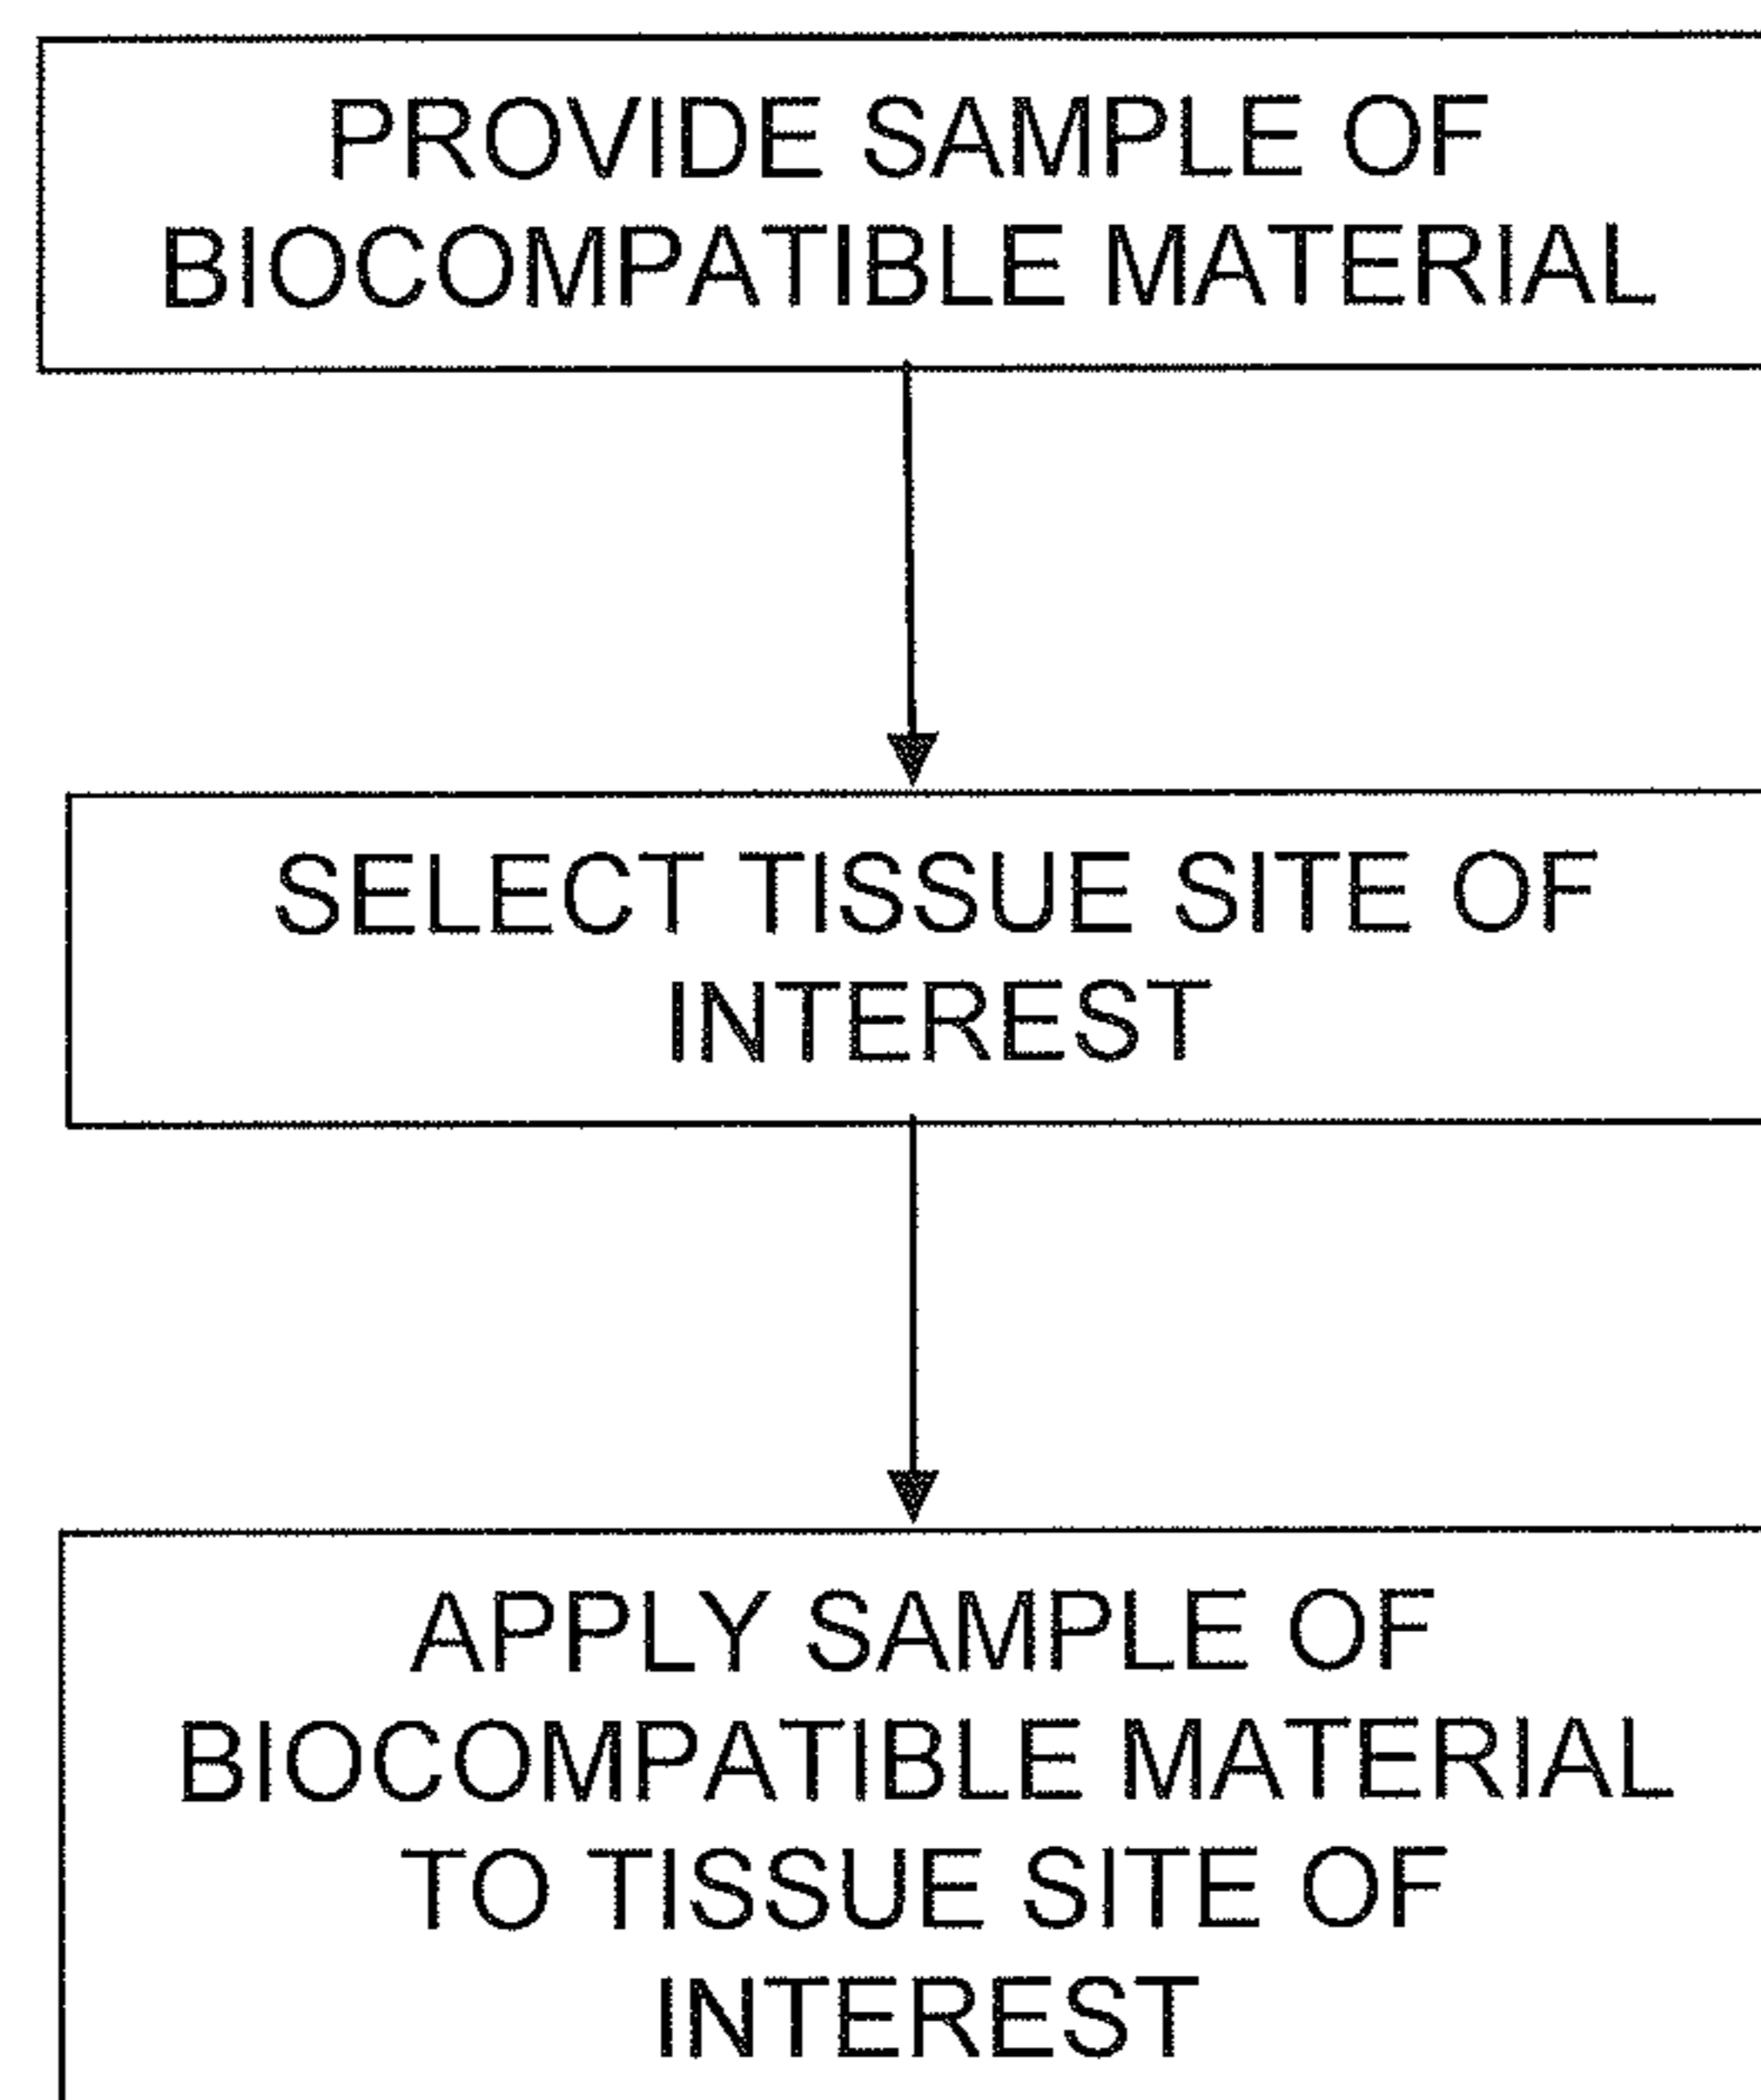 PROVIDE SAMPLE OF
BIOCOMPATIBLE MATERIAL
SELECT TISSUE SITE OF
INTEREST
APPLY SAMPLE OF
BIOCOMPATIBLE MATERIAL
TO TISSUE SITE OF
INTEREST